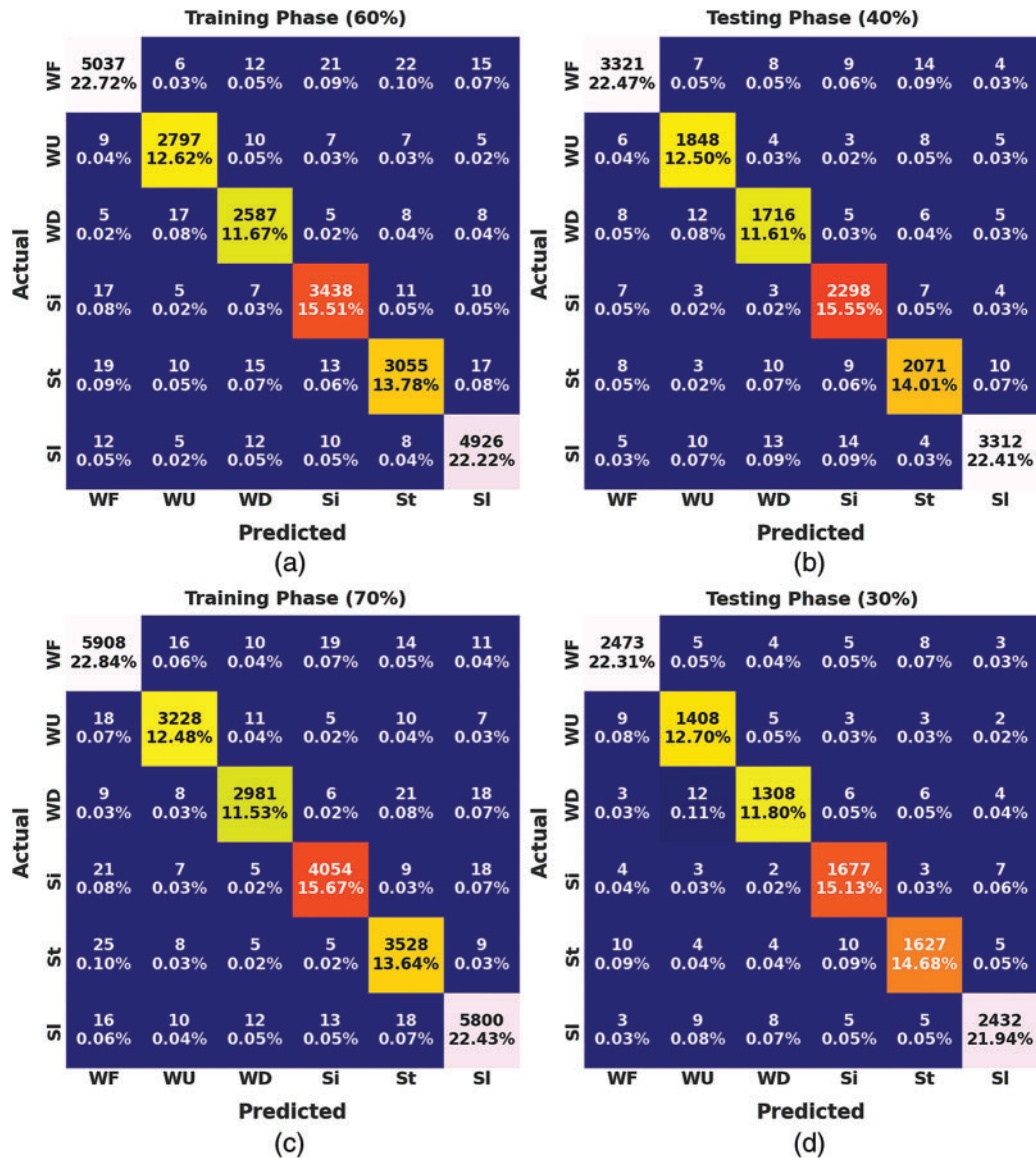 Training Phase (60%)
Testing Phase (40%)
WF 5037 6 12 21 22 15
22.72% 0.03% 0.05% 0.09% 0.10% 0.07%
WU 9 2797 10 7 7 5
0.04% 12.62% 0.05% 0.03% 0.03% 0.02%
WD 5 17 2587 5 8 8
0.02% 0.08% 11.67% 0.02% 0.04% 0.04%
Si 17 5 7 3438 11 10
0.08% 0.02% 0.03% 15.51% 0.05% 0.05%
St 19 10 15 13 3055 17
0.09% 0.05% 0.07% 0.06% 13.78% 0.08%
Sl 12 5 12 10 8 4926
0.05% 0.02% 0.05% 0.05% 0.04% 22.22%
WF WU WD Si St Sl
Actual
Predicted
(a)
WF 3321 7 8 9 14 4
22.47% 0.05% 0.05% 0.06% 0.09% 0.03%
WU 6 1848 4 3 8 5
0.04% 12.50% 0.03% 0.02% 0.05% 0.03%
WD 8 12 1716 5 6 5
0.05% 0.08% 11.61% 0.03% 0.04% 0.03%
Si 7 3 3 2298 7 4
0.05% 0.02% 0.02% 15.55% 0.05% 0.03%
St 8 3 10 9 2071 10
0.05% 0.02% 0.07% 0.06% 14.01% 0.07%
Sl 5 10 13 14 4 3312
0.03% 0.07% 0.09% 0.09% 0.03% 22.41%
WF WU WD Si St Sl
Actual
Predicted
(b)
Training Phase (70%)
Testing Phase (30%)
WF 5908 16 10 19 14 11
22.84% 0.06% 0.04% 0.07% 0.05% 0.04%
WU 18 3228 11 5 10 7
0.07% 12.48% 0.04% 0.02% 0.04% 0.03%
WD 9 8 2981 6 21 18
0.03% 0.03% 11.53% 0.02% 0.08% 0.07%
Si 21 7 5 4054 9 18
0.08% 0.03% 0.02% 15.67% 0.03% 0.07%
St 25 8 5 5 3528 9
0.10% 0.03% 0.02% 0.02% 13.64% 0.03%
Sl 16 10 12 13 18 5800
0.06% 0.04% 0.05% 0.05% 0.07% 22.43%
WF WU WD Si St Sl
Actual
Predicted
(c)
WF 2473 5 4 5 8 3
22.31% 0.05% 0.04% 0.05% 0.07% 0.03%
WU 9 1408 5 3 3 2
0.08% 12.70% 0.05% 0.03% 0.03% 0.02%
WD 3 12 1308 6 6 4
0.03% 0.11% 11.80% 0.05% 0.05% 0.04%
Si 4 3 2 1677 3 7
0.04% 0.03% 0.02% 15.13% 0.03% 0.06%
St 10 4 4 10 1627 5
0.09% 0.04% 0.04% 0.09% 14.68% 0.05%
Sl 3 9 8 5 5 2432
0.03% 0.08% 0.07% 0.05% 0.05% 21.94%
WF WU WD Si St Sl
Actual
Predicted
(d)